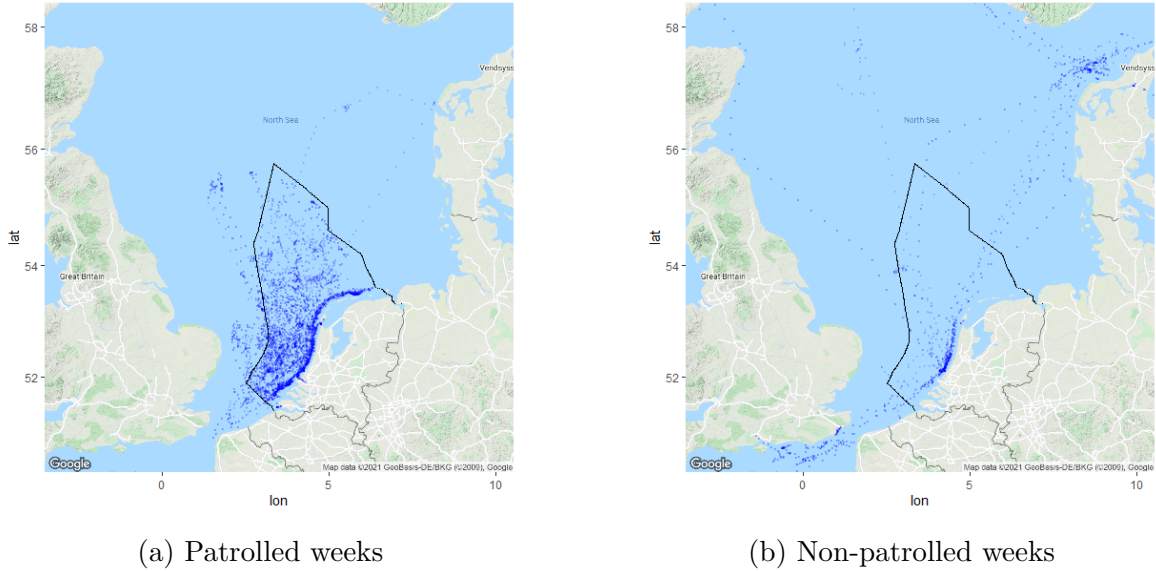 58
56
54
52
lat
North Sea
Vendsyss
Great Britain
Google
Map data ©2021 GeoBasis-DE/BKG (©2009), Google
0
5
10
lon
(a) Patrolled weeks
58
56
54
52
lat
North Sea
Vendsyss
Great Britain
Google
Map data ©2021 GeoBasis-DE/BKG (©2009), Google
0
5
10
lon
(b) Non-patrolled weeks